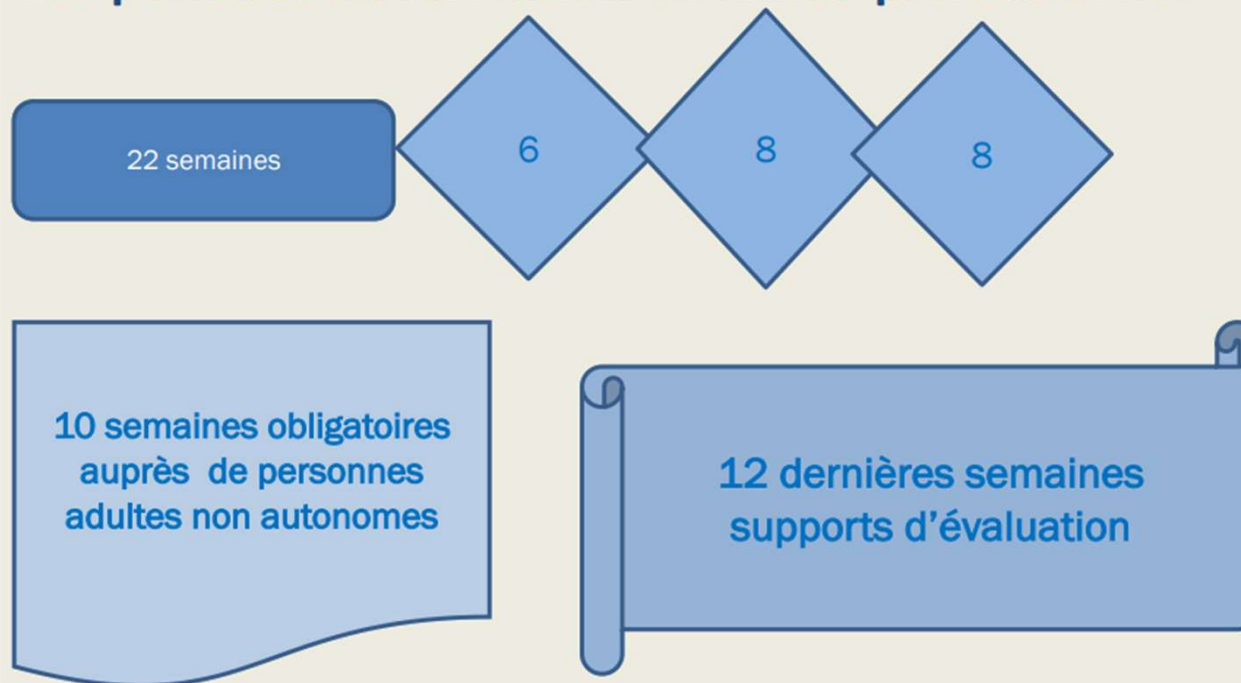 22 semaines
6
8
8
10 semaines obligatoires
auprès de personnes
adultes non autonomes
12 dernières semaines
supports d'évaluation